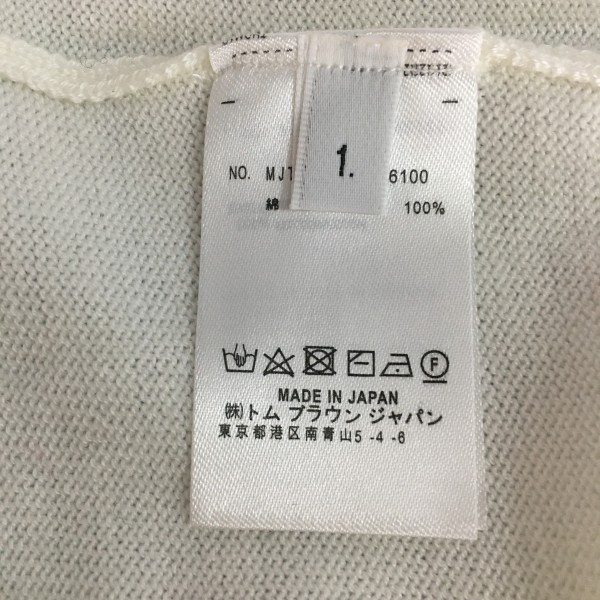 1.
NO. MJT 6100
綿 100%
F
MADE IN JAPAN
㈱トム ブラウン ジャパン
東京都港区南青山5 -4 -6